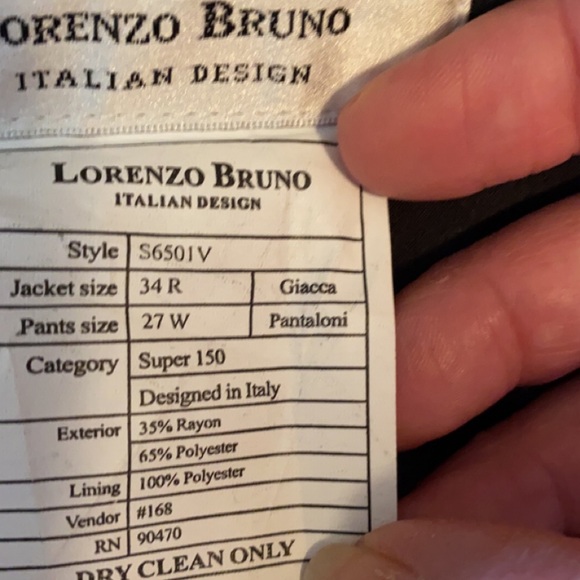 LORENZO BRUNO
ITALIAN DESIGN
LORENZO BRUNO
ITALIAN DESIGN
Style S6501V
Jacket size 34 R Giacca
Pants size 27 W Pantaloni
Category Super 150
Designed in Italy
Exterior 35% Rayon
65% Polyester
Lining 100% Polyester
Vendor #168
RN 90470
DRY CLEAN ONLY